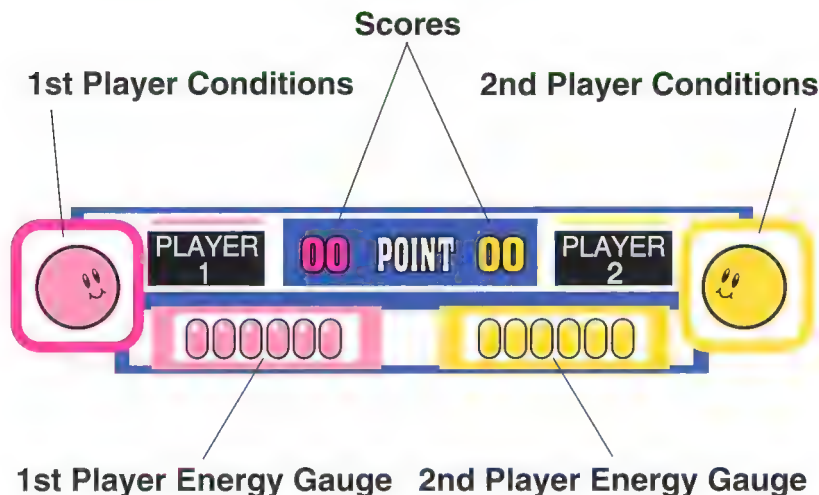 Scores
1st Player Conditions
2nd Player Conditions
PLAYER
1
00 POINT 00
PLAYER
2
1st Player Energy Gauge
2nd Player Energy Gauge